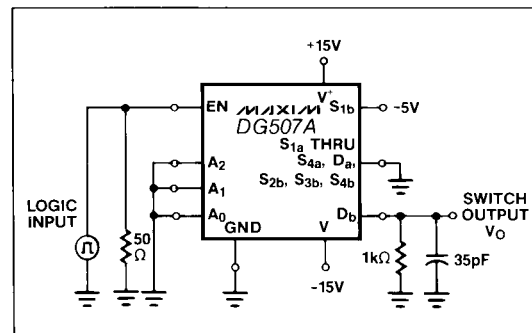 +15V
EN
MAXIM
V+
S1b
-5V
DG507A
S1a THRU
S4a, Da,
S2b, S3b, S4b
A2
A1
A0
GND
Db
V
LOGIC
INPUT
50
Ω
-15V
1kΩ
35pF
SWITCH
OUTPUT
VO